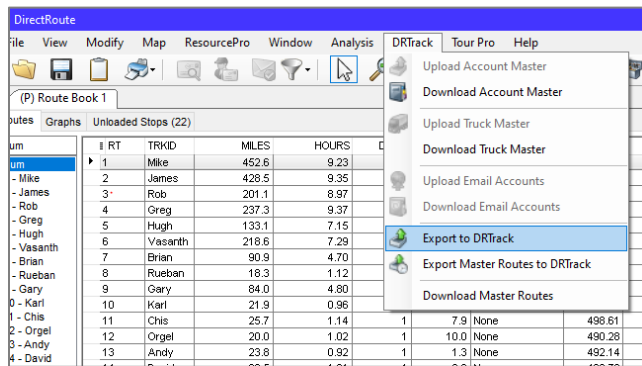 DirectRoute
File View Modify Map ResourcePro Window Analysis DRTrack Tour Pro Help
Upload Account Master
Download Account Master
Upload Truck Master
Download Truck Master
Upload Email Accounts
Download Email Accounts
Export to DRTrack
Export Master Routes to DRTrack
Download Master Routes
(P) Route Book 1
outes Graphs Unloaded Stops (22)
um
um
- Mike
- James
- Rob
- Greg
- Hugh
- Vasanth
- Brian
- Rueban
- Gary
0 - Karl
1 - Chis
2 - Orgel
3 - Andy
4 - David
RT TRKID MILES HOURS D
1 Mike 452.6 9.23
2 James 428.5 9.35
3* Rob 201.1 8.97
4 Greg 237.3 9.37
5 Hugh 133.1 7.15
6 Vasanth 218.6 7.29
7 Brian 90.9 4.70
8 Rueban 18.3 1.12
9 Gary 84.0 4.80
10 Karl 21.9 0.96
11 Chis 25.7 1.14 1 7.9 None 498.61
12 Orgel 20.0 1.02 1 10.0 None 490.28
13 Andy 23.8 0.92 1 1.3 None 492.14